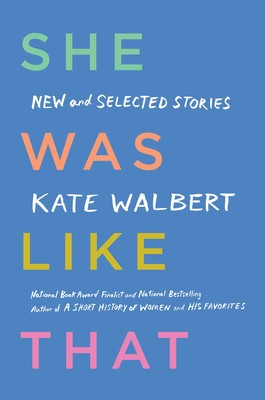 SHE
NEW and SELECTED STORIES
WAS
KATE WALBERT
LIKE
National Book Award Finalist and National Bestselling
Author of A SHORT HISTORY OF WOMEN and HIS FAVORITES
THAT